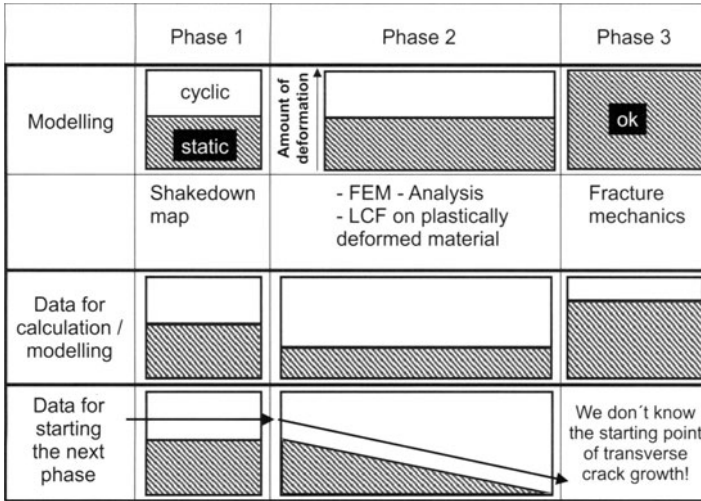 Phase 1
Phase 2
Phase 3
Modelling
cyclic
static
Amount of
deformation
ok
Shakedown
map
- FEM - Analysis
- LCF on plastically
deformed material
Fracture
mechanics
Data for
calculation /
modelling
Data for
starting
the next
phase
We don´t know
the starting point
of transverse
crack growth!